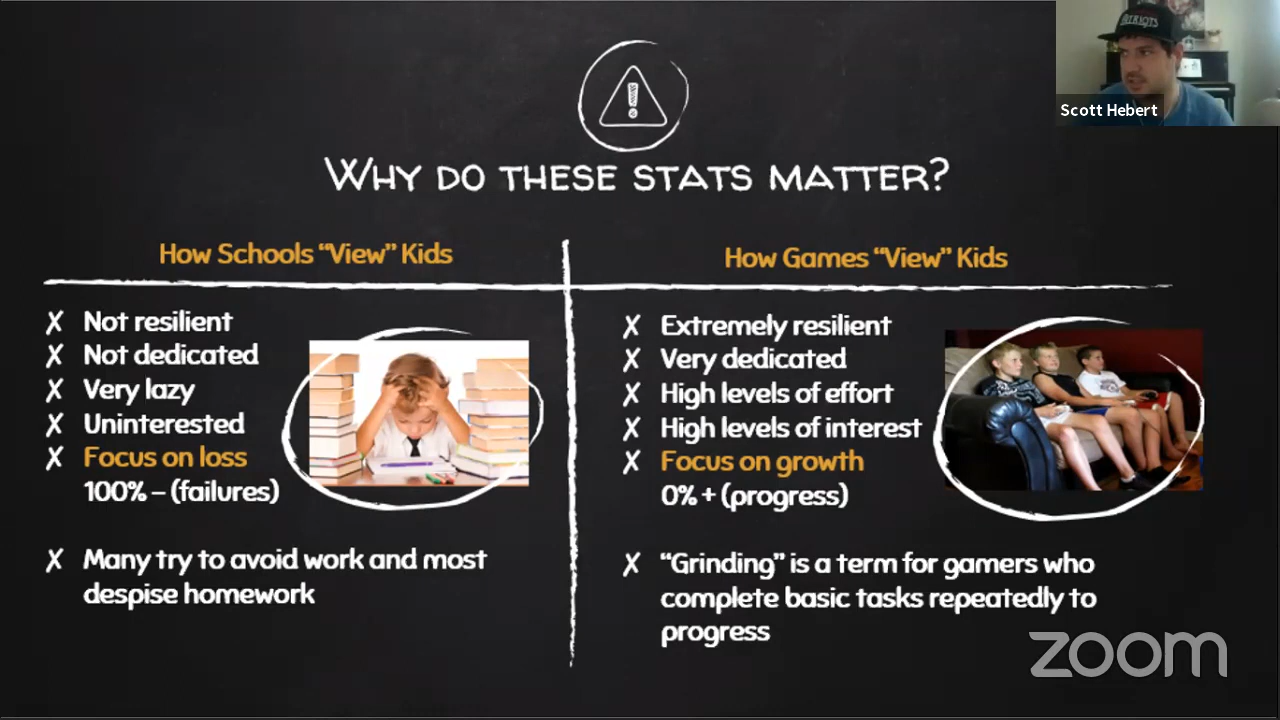 PATRIOTS
Scott Hebert
WHY DO THESE STATS MATTER?
How Schools “View” Kids
✗ Not resilient
✗ Not dedicated
✗ Very lazy
✗ Uninterested
✗ Focus on loss
100% – (failures)
✗ Many try to avoid work and most
despise homework
How Games “View” Kids
✗ Extremely resilient
✗ Very dedicated
✗ High levels of effort
✗ High levels of interest
✗ Focus on growth
0% + (progress)
✗ “Grinding” is a term for gamers who
complete basic tasks repeatedly to
progress
zoom